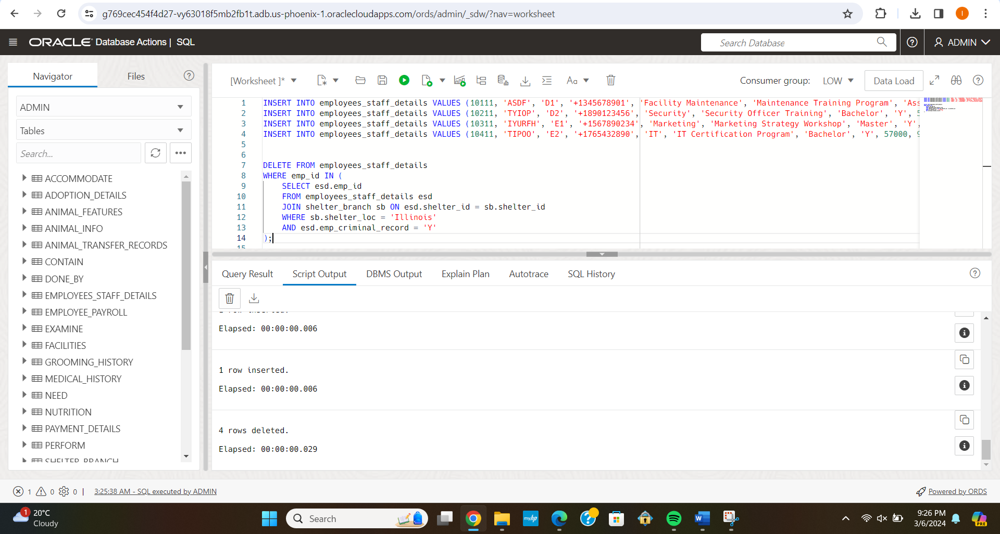 g769cec454f4d27-vy63018f5mb2fb1t.adb.us-phoenix-1.oraclecloudapps.com/ords/admin/_sdw/?nav=worksheet
I
ORACLE Database Actions | SQL
Search Database
ADMIN
Navigator
Files
ADMIN
Tables
Search...
ACCOMMODATE
ADOPTION_DETAILS
ANIMAL_FEATURES
ANIMAL_INFO
ANIMAL_TRANSFER_RECORDS
CONTAIN
DONE_BY
EMPLOYEES_STAFF_DETAILS
EMPLOYEE_PAYROLL
EXAMINE
FACILITIES
GROOMING_HISTORY
MEDICAL_HISTORY
NEED
NUTRITION
PAYMENT_DETAILS
PERFORM
SHELTER_BRANCH
[Worksheet ]*
Aa
Consumer group: LOW
Data Load
1 INSERT INTO employees_staff_details VALUES (10111, 'ASDF', 'D1', '+1345678901', 'Facility Maintenance', 'Maintenance Training Program', 'Ass
2 INSERT INTO employees_staff_details VALUES (10211, 'TYIOP', 'D2', '+1890123456', 'Security', 'Security Officer Training', 'Bachelor', 'Y', 5
3 INSERT INTO employees_staff_details VALUES (10311, 'IYURFH', 'E1', '+1567890234', 'Marketing', 'Marketing Strategy Workshop', 'Master', 'Y',
4 INSERT INTO employees_staff_details VALUES (10411, 'TIPOO', 'E2', '+1765432890', 'IT', 'IT Certification Program', 'Bachelor', 'Y', 57000, 9
5
6
7 DELETE FROM employees_staff_details
8 WHERE emp_id IN (
9 SELECT esd.emp_id
10 FROM employees_staff_details esd
11 JOIN shelter_branch sb ON esd.shelter_id = sb.shelter_id
12 WHERE sb.shelter_loc = 'Illinois'
13 AND esd.emp_criminal_record = 'Y'
14 );
15
Query Result
Script Output
DBMS Output
Explain Plan
Autotrace
SQL History
1 row inserted.
Elapsed: 00:00:00.006
1 row inserted.
Elapsed: 00:00:00.006
4 rows deleted.
Elapsed: 00:00:00.029
1 0 0 | 3:25:38 AM - SQL executed by ADMIN
Powered by ORDS
1
20°C
Cloudy
Search
myhp
W
9:26 PM
3/6/2024
PRE